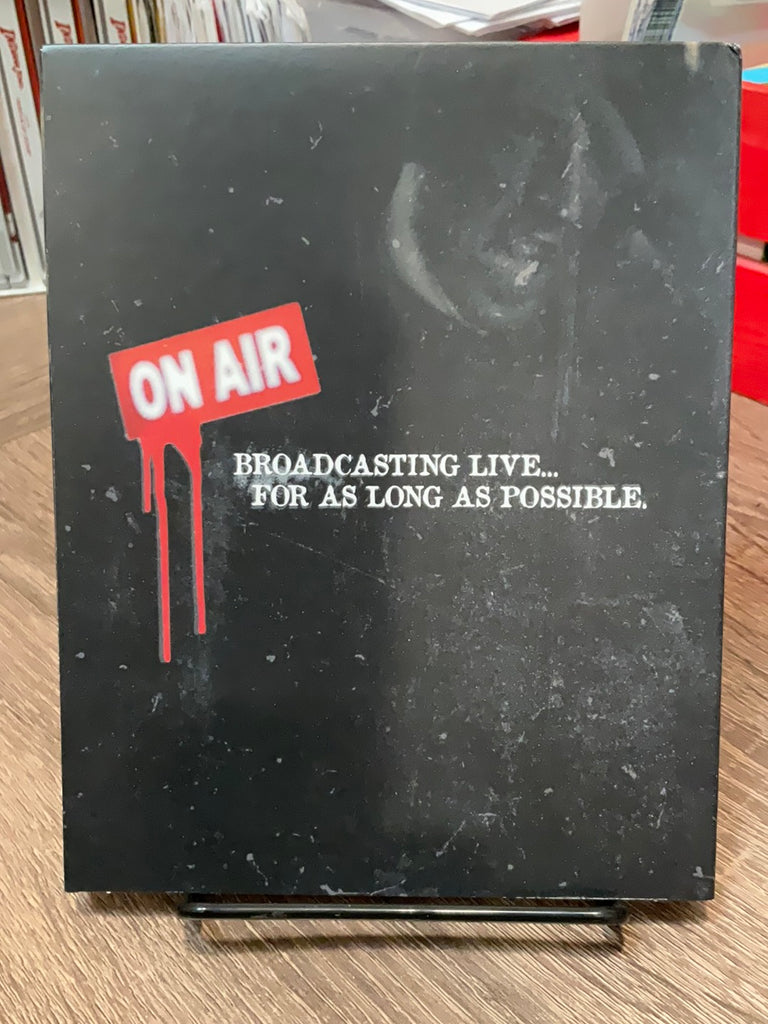 ON AIR
BROADCASTING LIVE...
FOR AS LONG AS POSSIBLE.